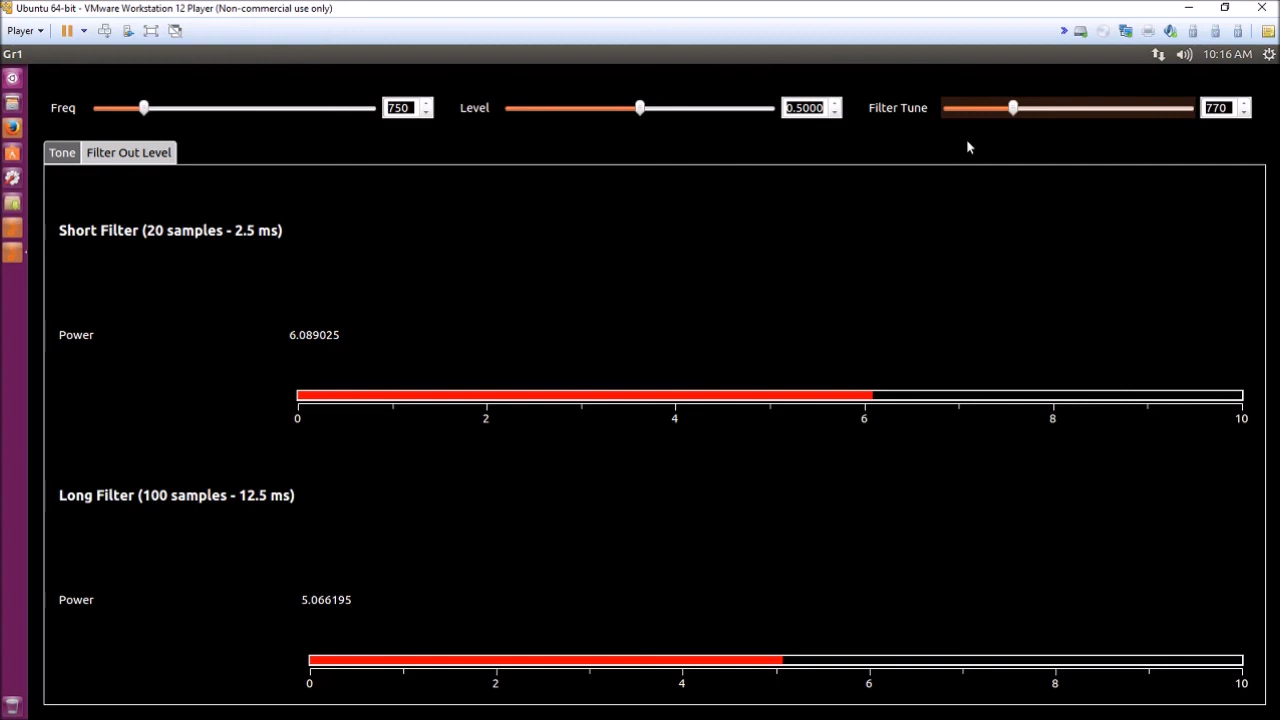 Ubuntu 64-bit - VMware Workstation 12 Player (Non-commercial use only)
Player
Gr1
10:16 AM
Freq 750 Level 0.5000 Filter Tune 770
Tone Filter Out Level
Short Filter (20 samples - 2.5 ms)
Power 6.089025
0 2 4 6 8 10
Long Filter (100 samples - 12.5 ms)
Power 5.066195
0 2 4 6 8 10